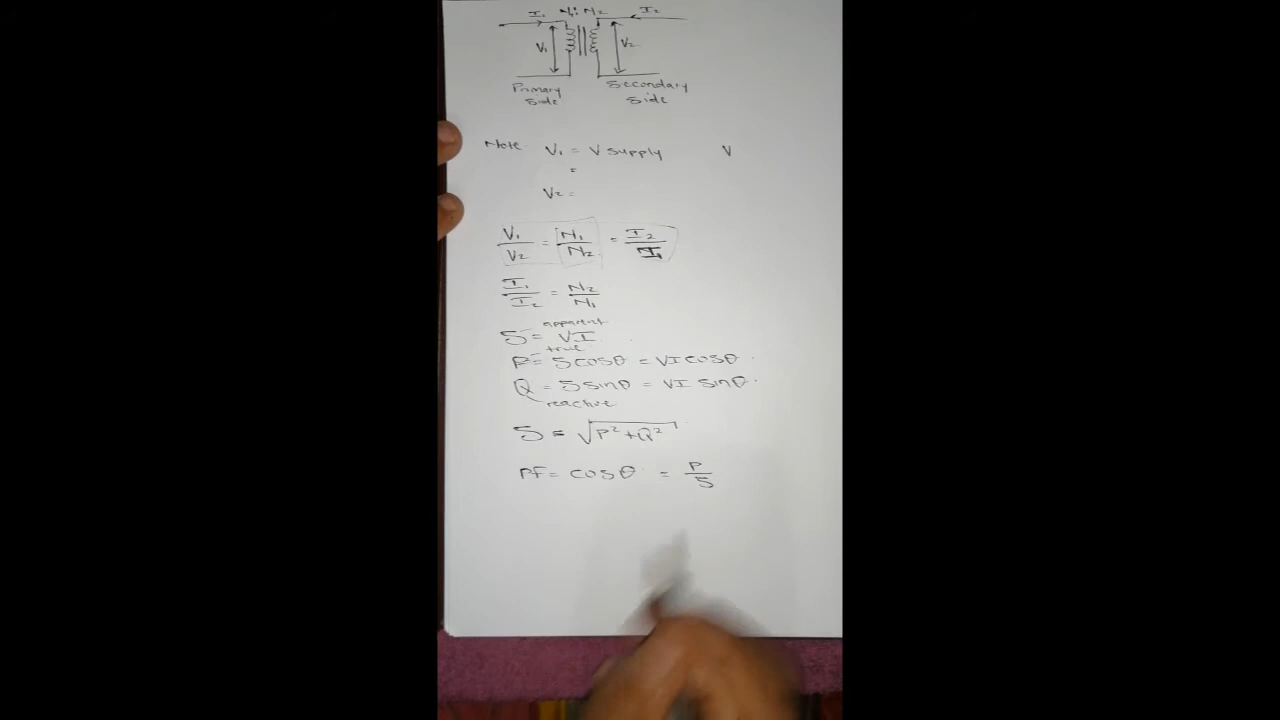 I₁ N₁: N₂ I₂
V₁ V₂
Primary side Secondary side
Note V₁ = V supply V
=
V₂ =
V₁/V₂ = N₁/N₂ = I₂/I₁
I₁/I₂ = N₂/N₁
apparent
S = VI
true
P = S cosθ = VI cosθ
Q = S sinθ = VI sinθ
reactive
S = √P²+Q²
PF = cosθ = P/S